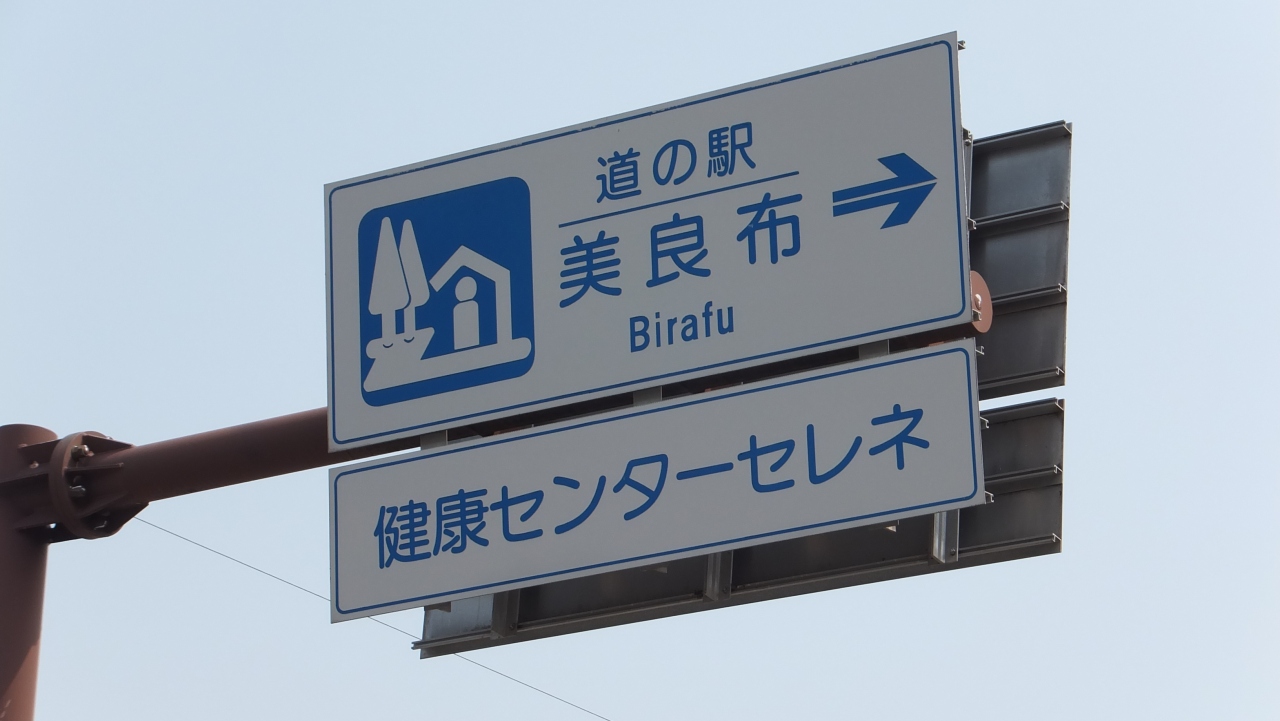 道の駅
美良布
Birafu
健康センターセレネ